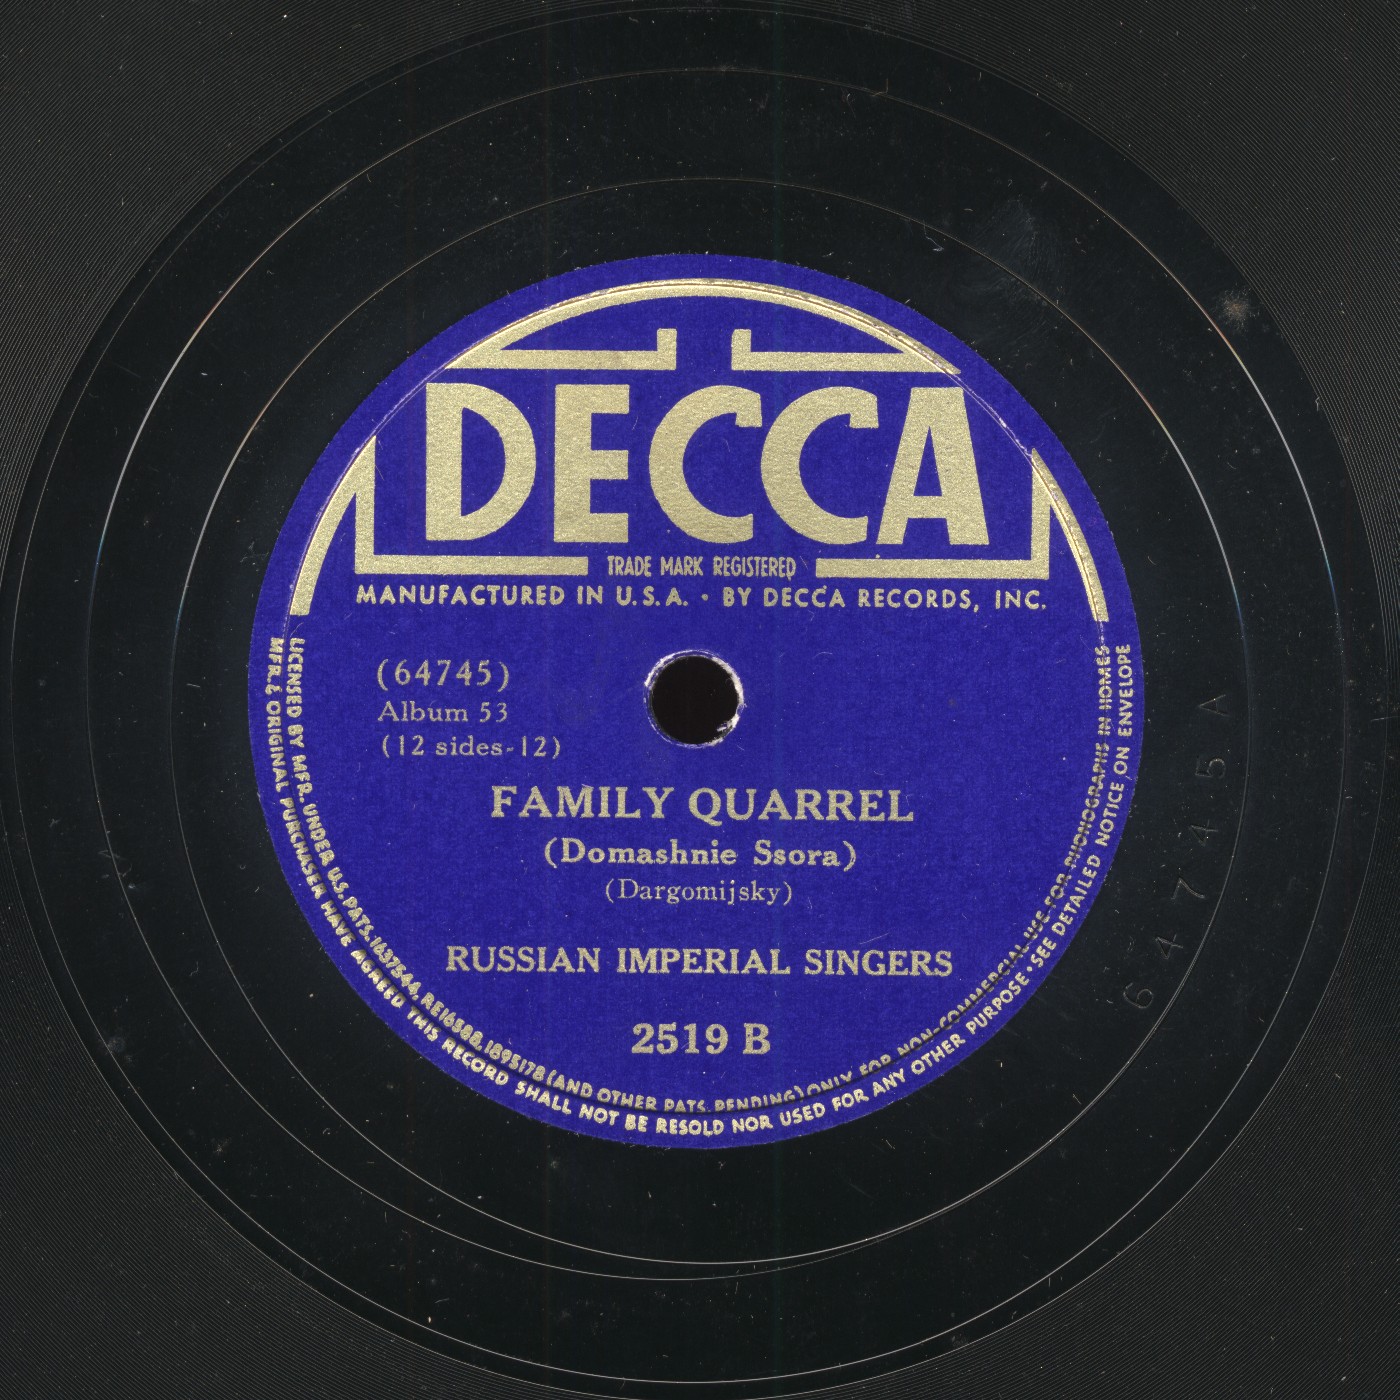 DECCA
TRADE MARK REGISTERED
MANUFACTURED IN U.S.A. • BY DECCA RECORDS, INC.
(64745)
Album 53
(12 sides-12)
FAMILY QUARREL
(Domashnie Ssora)
(Dargomijsky)
RUSSIAN IMPERIAL SINGERS
2519 B
LICENSED BY MFR. UNDER U.S. PATS. 1637544, RE16588, 1895178 (AND OTHER PATS. PENDING) ONLY FOR NON-COMMERCIAL USE FOR PHONOGRAPHS IN HOMES.
MFR. & ORIGINAL PURCHASER HAVE AGREED THIS RECORD SHALL NOT BE RESOLD NOR USED FOR ANY OTHER PURPOSE • SEE DETAILED NOTICE ON ENVELOPE
64745 A